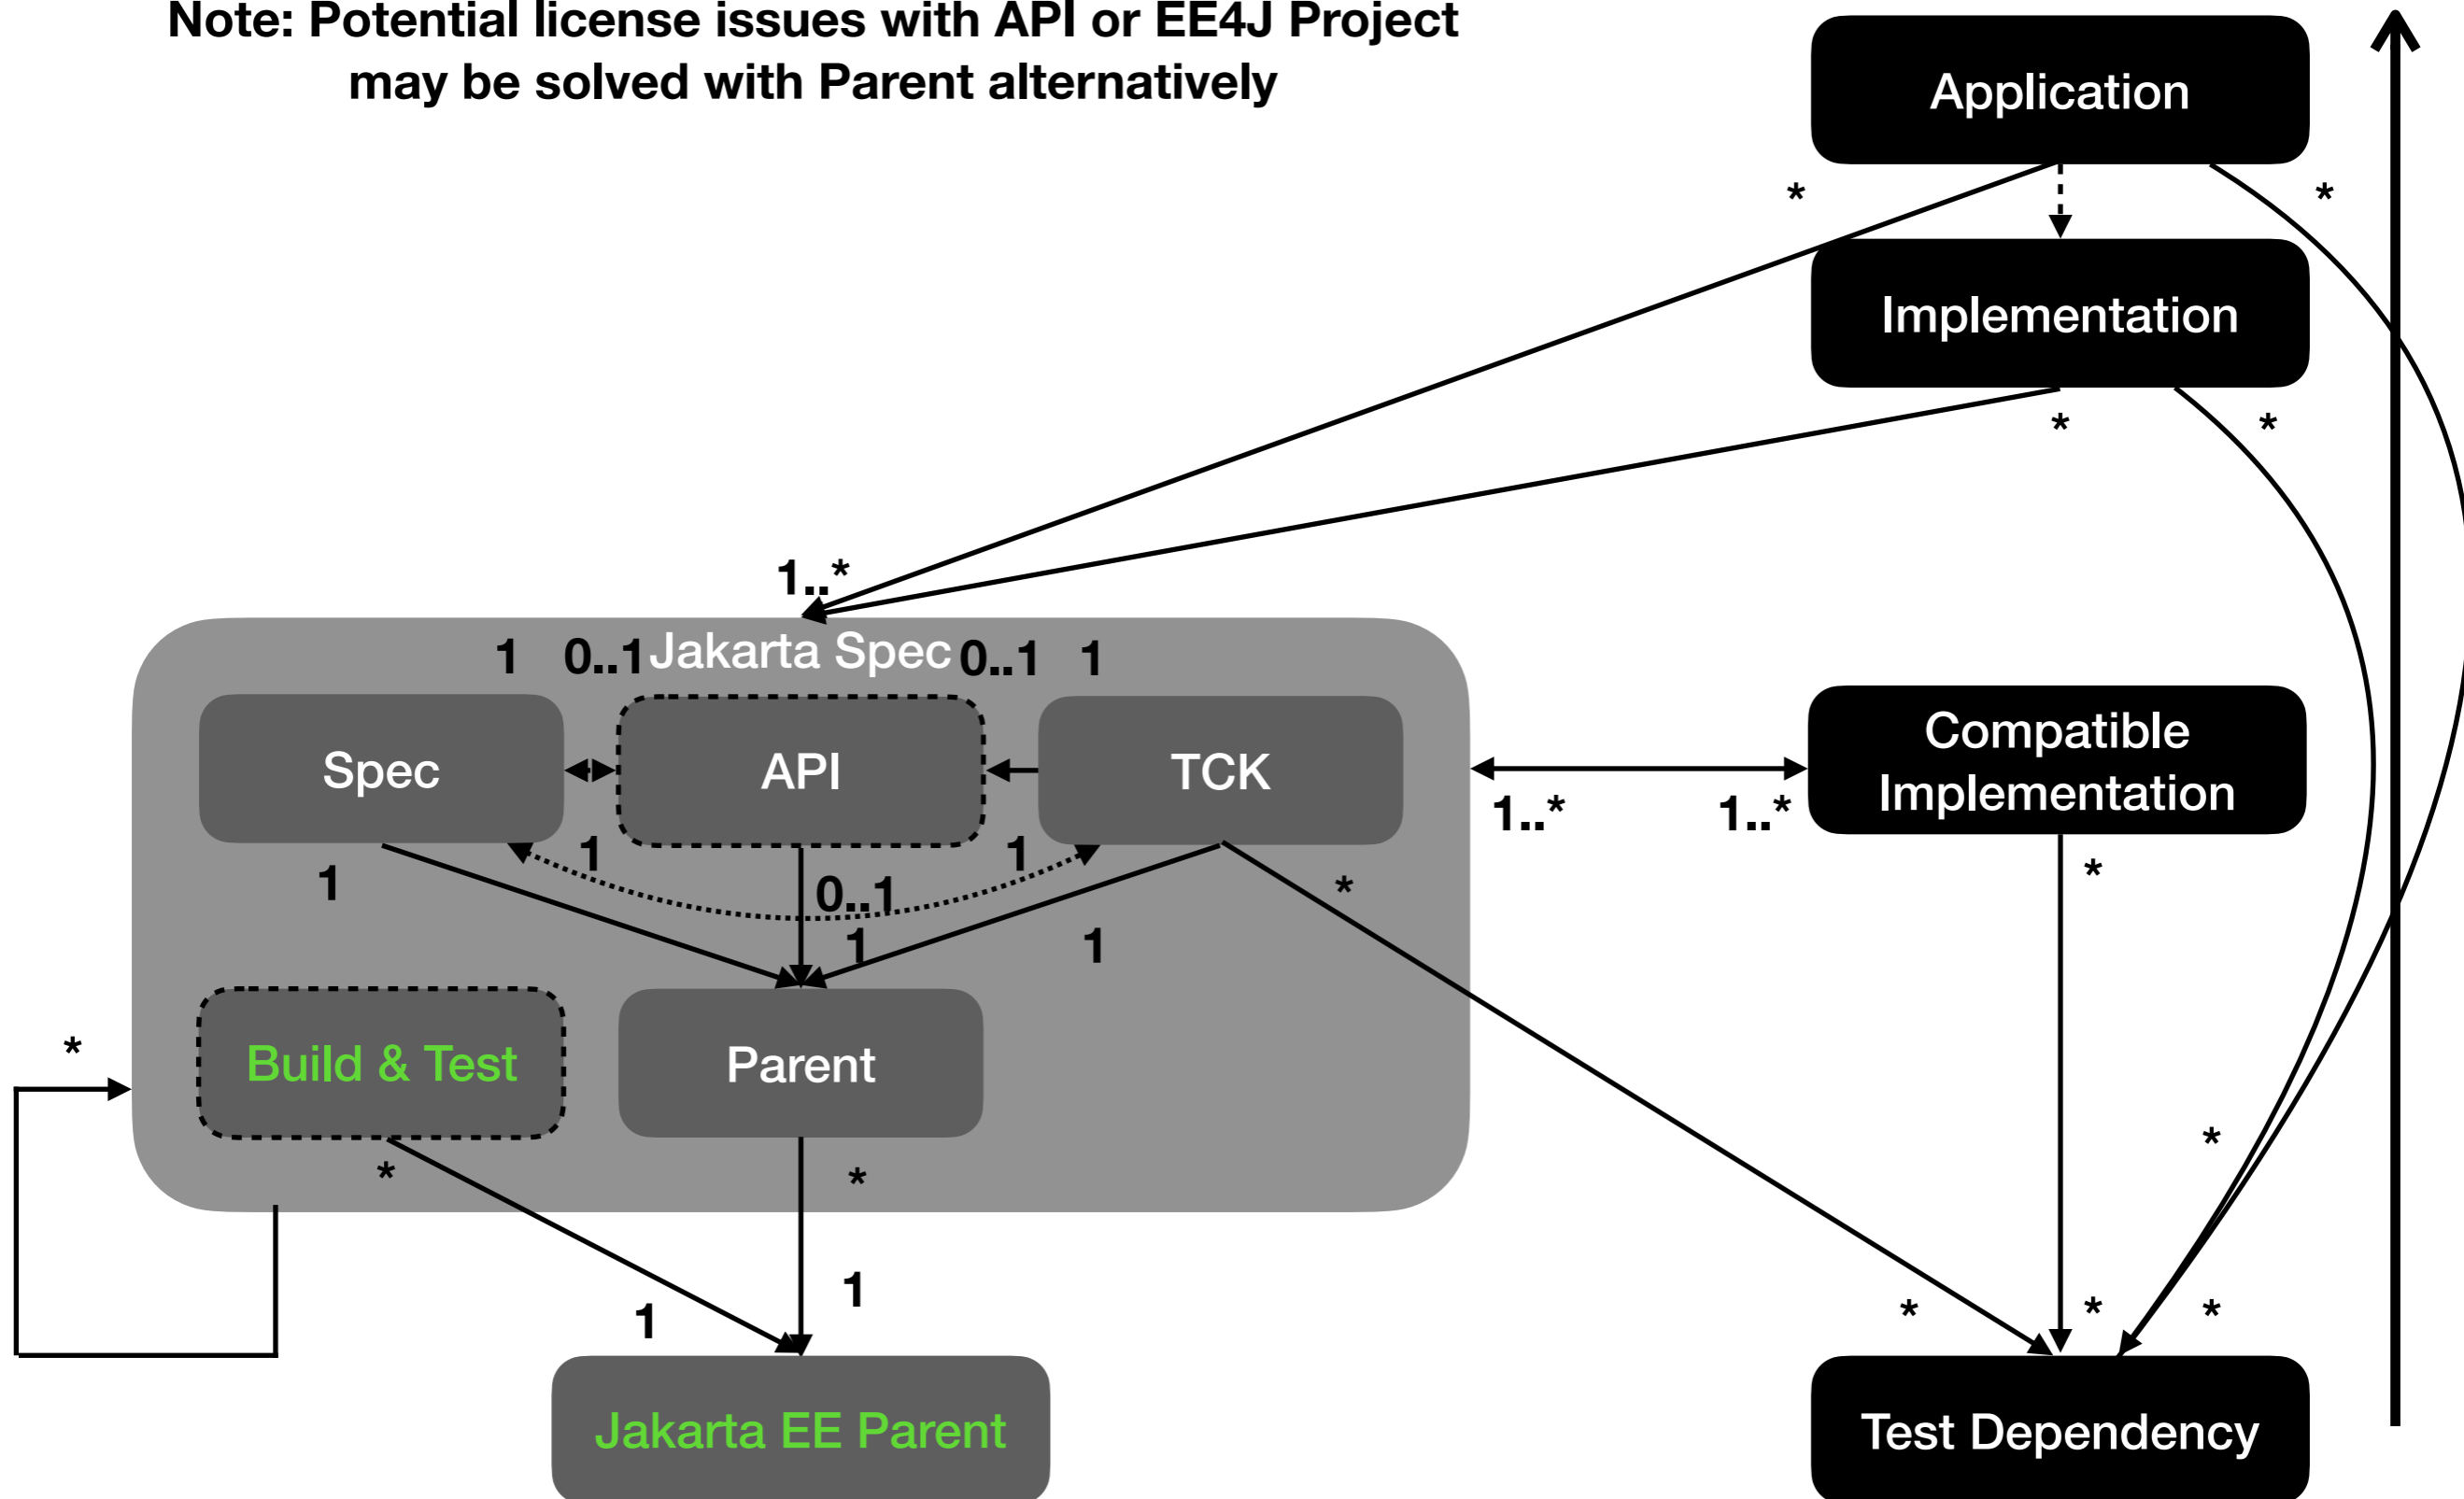 Note: Potential license issues with API or EE4J Project
may be solved with Parent alternatively
Application
*
*
Implementation
*
*
1..*
1
0..1
Jakarta Spec
0..1
1
Spec
API
TCK
Compatible
Implementation
1..*
1..*
1
1
1
0..1
*
*
1
1
*
Build & Test
Parent
*
*
*
1
1
*
*
*
Jakarta EE Parent
Test Dependency